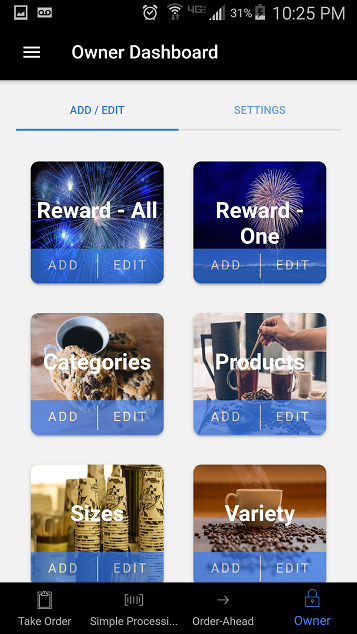 4G
31% 10:25 PM
Owner Dashboard
ADD / EDIT SETTINGS
Reward - All
ADD EDIT
Reward -
One
ADD EDIT
Categories
ADD EDIT
Products
ADD EDIT
Sizes
ADD EDIT
Variety
ADD EDIT
Take Order Simple Processi... Order-Ahead Owner